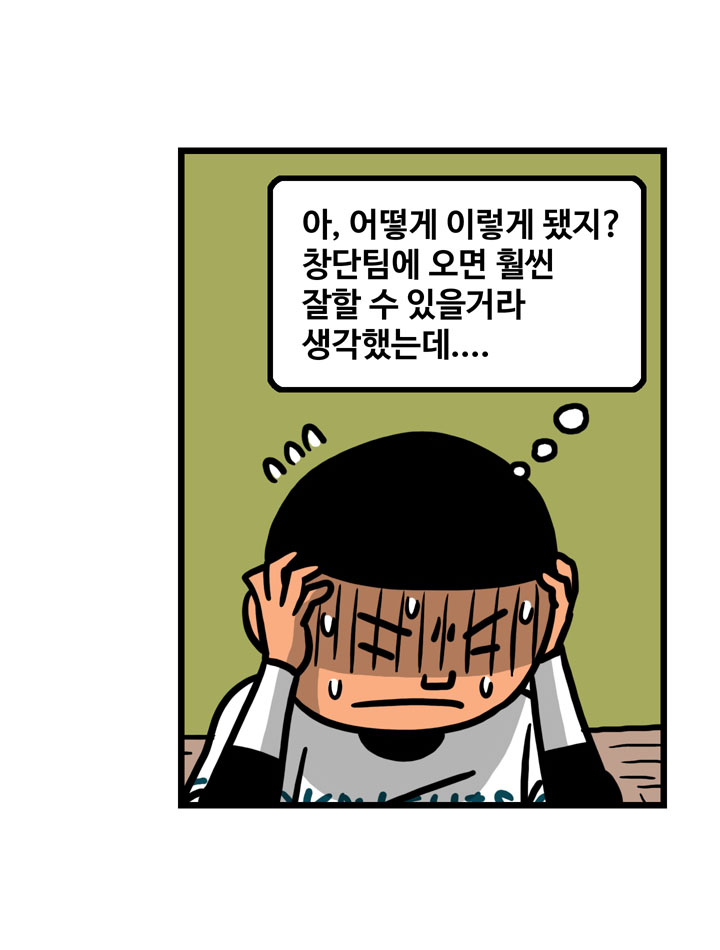 아, 어떻게 이렇게 됐지?
창단팀에 오면 훨씬
잘할 수 있을거라
생각했는데....